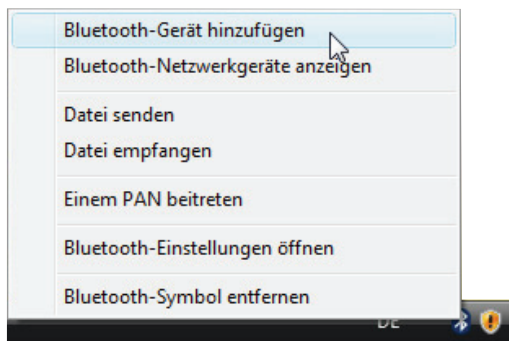 Bluetooth-Gerät hinzufügen
Bluetooth-Netzwerkgeräte anzeigen
Datei senden
Datei empfangen
Einem PAN beitreten
Bluetooth-Einstellungen öffnen
Bluetooth-Symbol entfernen
DE